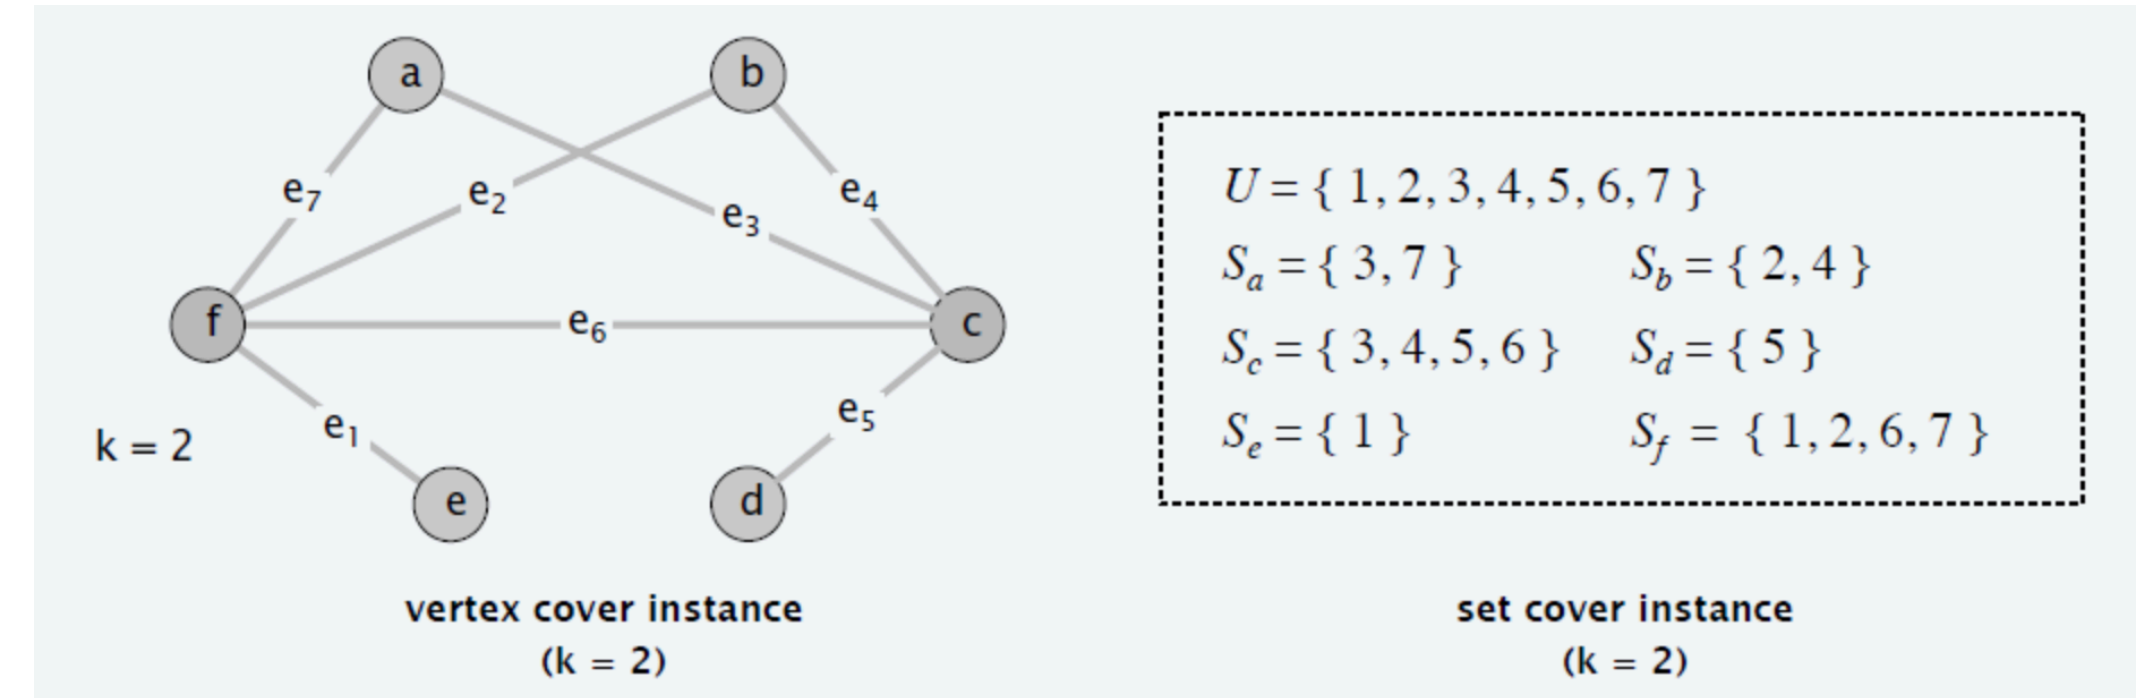 a
b
e7
e2
e3
e4
f
e6
c
e1
e5
k = 2
e
d
vertex cover instance
(k = 2)
U = { 1, 2, 3, 4, 5, 6, 7 }
Sa = { 3, 7 } Sb = { 2, 4 }
Sc = { 3, 4, 5, 6 } Sd = { 5 }
Se = { 1 } Sf = { 1, 2, 6, 7 }
set cover instance
(k = 2)